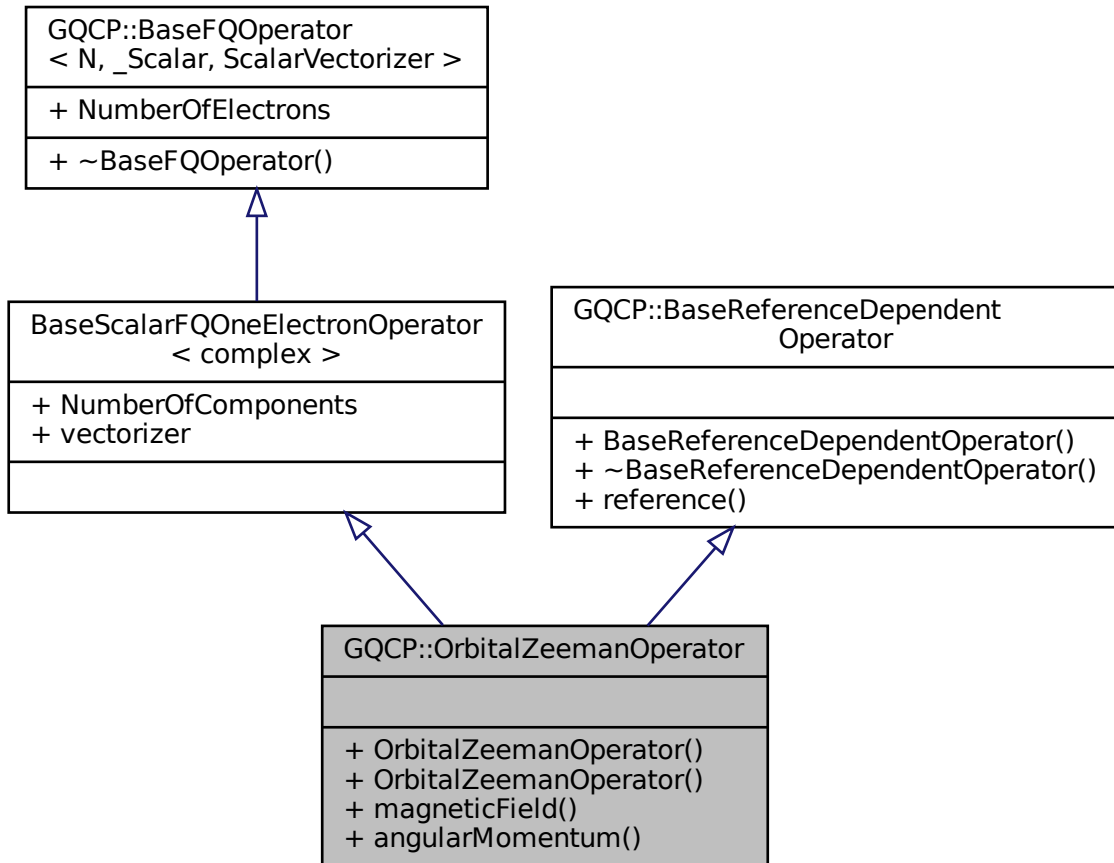 GQCP::BaseFQOperator
< N, _Scalar, ScalarVectorizer >
+ NumberOfElectrons
+ ~BaseFQOperator()
BaseScalarFQOneElectronOperator
< complex >
+ NumberOfComponents
+ vectorizer
GQCP::BaseReferenceDependent
Operator
+ BaseReferenceDependentOperator()
+ ~BaseReferenceDependentOperator()
+ reference()
GQCP::OrbitalZeemanOperator
+ OrbitalZeemanOperator()
+ OrbitalZeemanOperator()
+ magneticField()
+ angularMomentum()